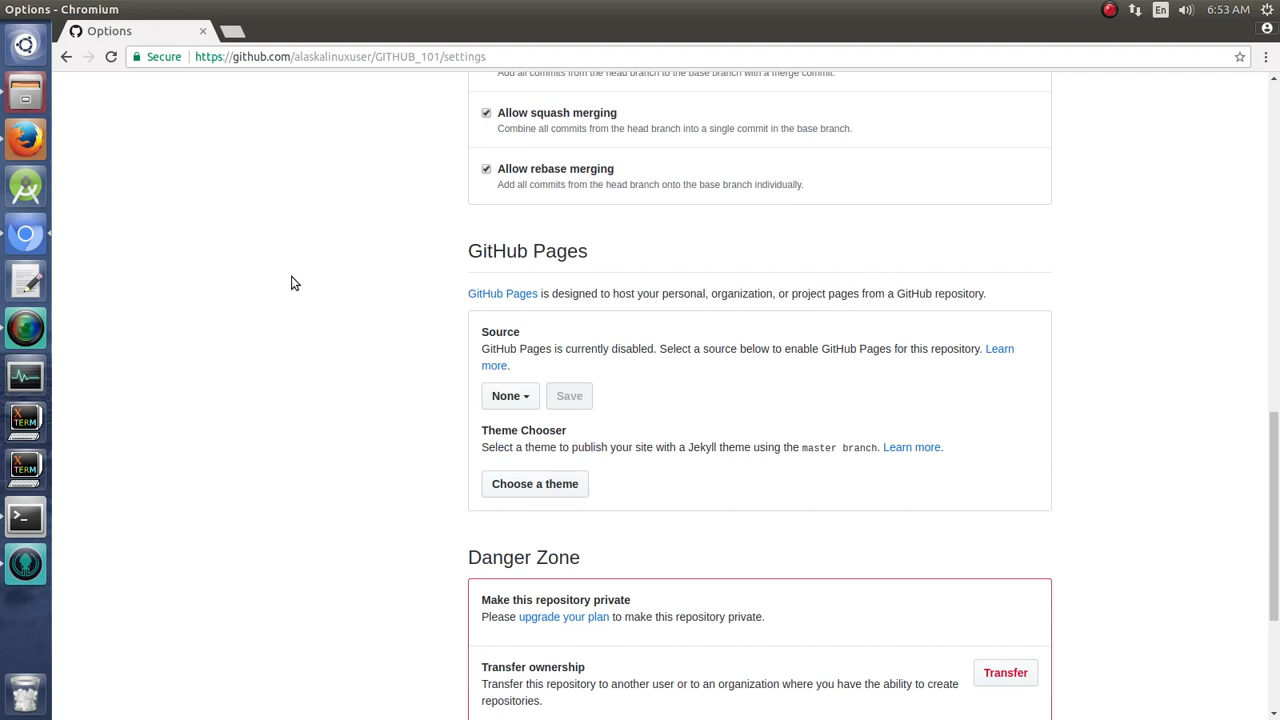 Options - Chromium
En
6:53 AM
Options
Secure
https://github.com/alaskalinuxuser/GITHUB_101/settings
Add all commits from the head branch to the base branch with a merge commit.
Allow squash merging
Combine all commits from the head branch into a single commit in the base branch.
Allow rebase merging
Add all commits from the head branch onto the base branch individually.
GitHub Pages
GitHub Pages is designed to host your personal, organization, or project pages from a GitHub repository.
Source
GitHub Pages is currently disabled. Select a source below to enable GitHub Pages for this repository. Learn
more.
None
Save
Theme Chooser
Select a theme to publish your site with a Jekyll theme using the master branch. Learn more.
Choose a theme
Danger Zone
Make this repository private
Please upgrade your plan to make this repository private.
Transfer ownership
Transfer
Transfer this repository to another user or to an organization where you have the ability to create
repositories.
X
TERM
X
TERM
>_